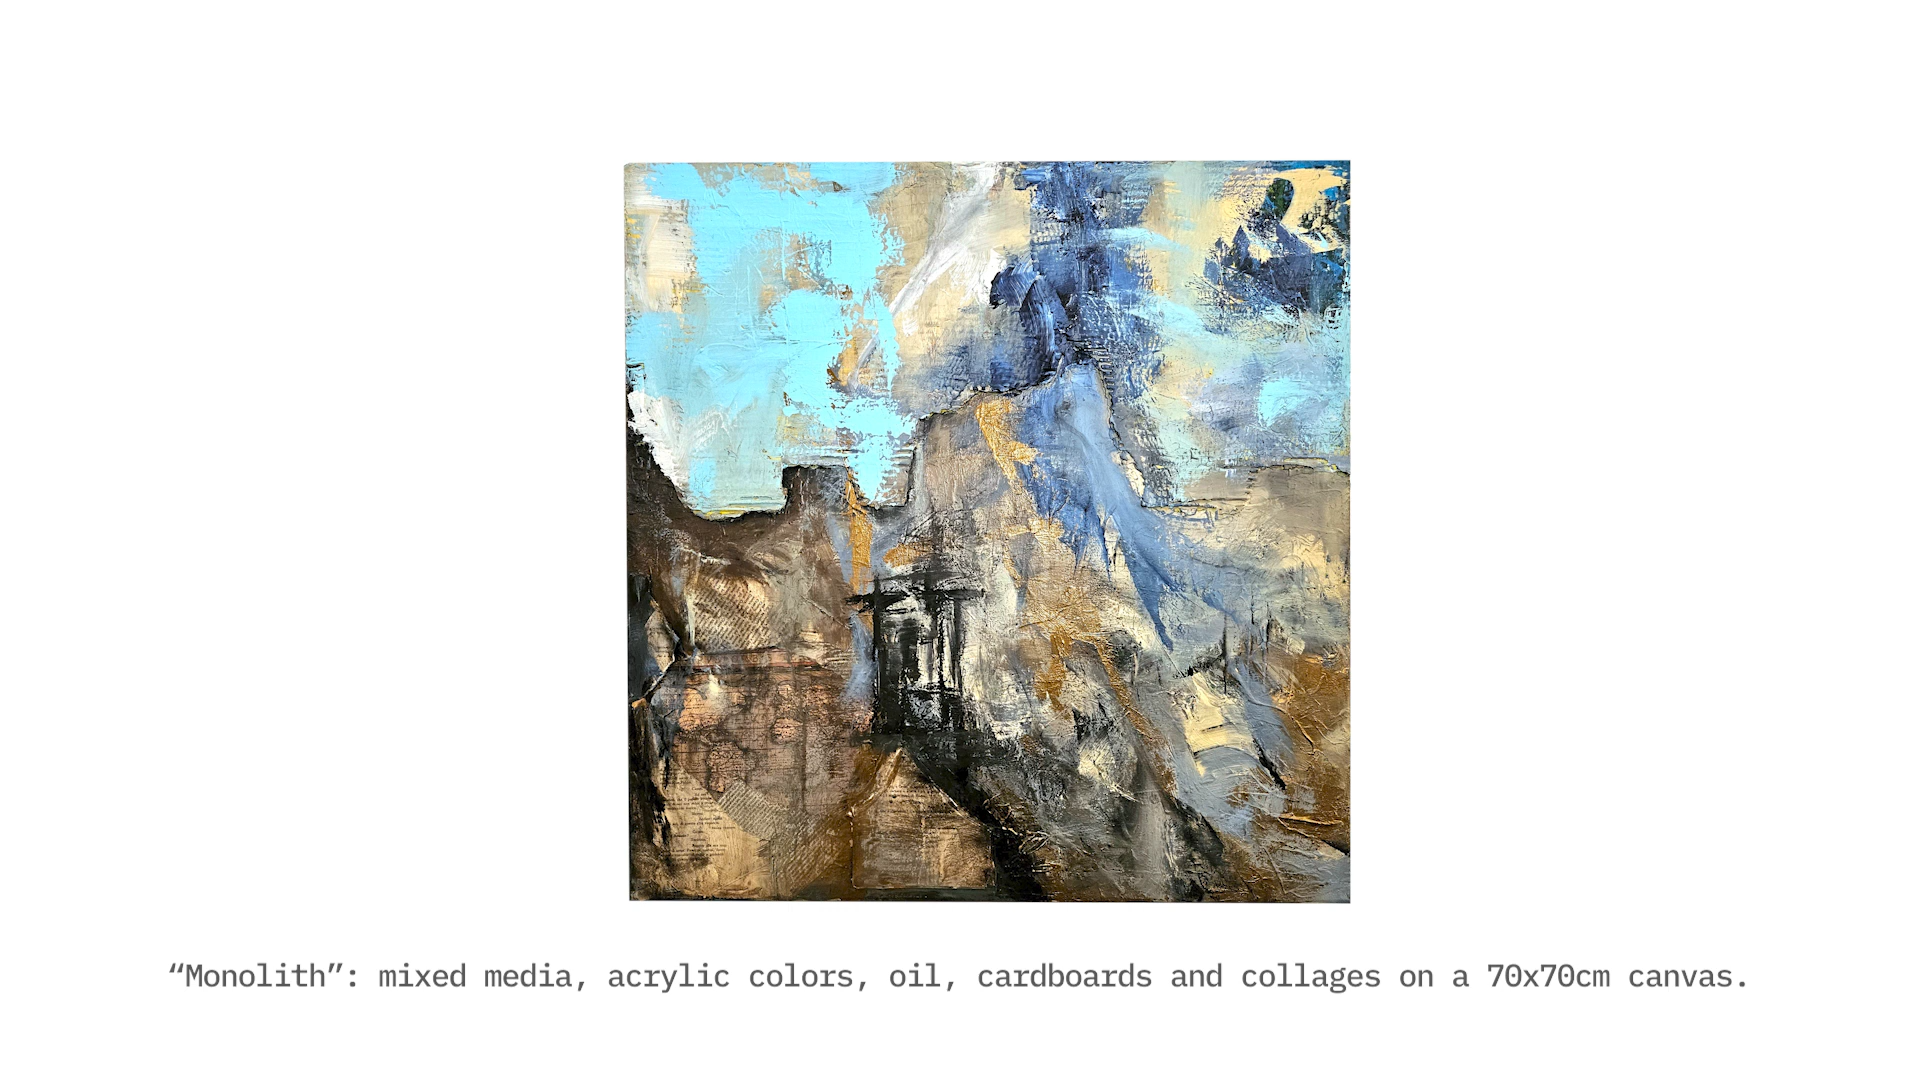 “Monolith”: mixed media, acrylic colors, oil, cardboards and collages on a 70x70cm canvas.